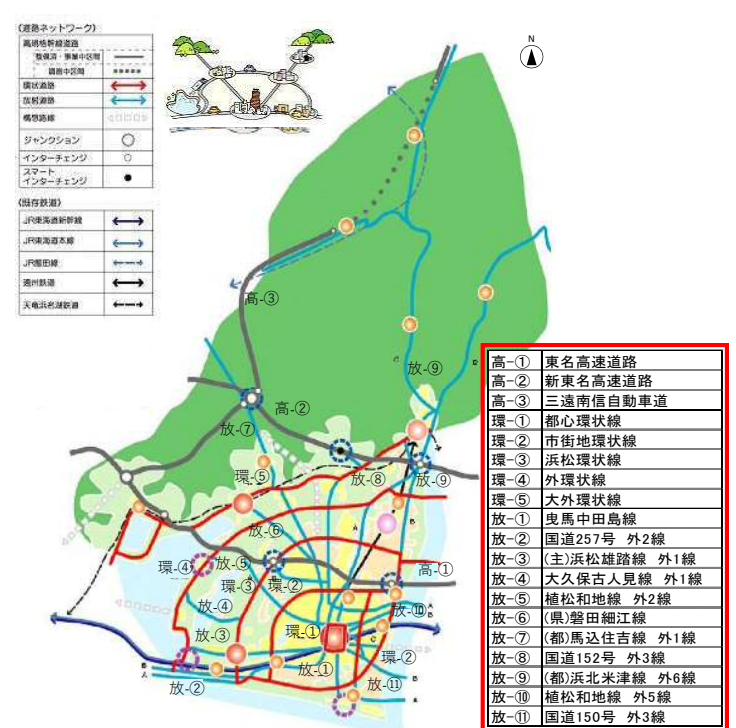 (道路ネットワーク)
高規格幹線道路
整備済・事業中区間
調査中区間
環状道路
放射道路
構想路線
ジャンクション
インターチェンジ
スマート
インターチェンジ
(既存鉄道)
JR東海道新幹線
JR東海道本線
JR飯田線
遠州鉄道
天竜浜名湖鉄道
N
高-③
放-⑨
高-②
放-⑦
環-⑤
放-⑧
放-⑨
放-⑥
環-④
放-⑤
環-③
環-②
高-①
放-④
放-⑩
放-③
環-①
環-②
放-①
放-②
放-⑪
高-① 東名高速道路
高-② 新東名高速道路
高-③ 三遠南信自動車道
環-① 都心環状線
環-② 市街地環状線
環-③ 浜松環状線
環-④ 外環状線
環-⑤ 大外環状線
放-① 曳馬中田島線
放-② 国道257号 外2線
放-③ (主)浜松雄踏線 外1線
放-④ 大久保古人見線 外1線
放-⑤ 植松和地線 外2線
放-⑥ (県)磐田細江線
放-⑦ (都)馬込住吉線 外1線
放-⑧ 国道152号 外3線
放-⑨ (都)浜北米津線 外6線
放-⑩ 植松和地線 外5線
放-⑪ 国道150号 外3線